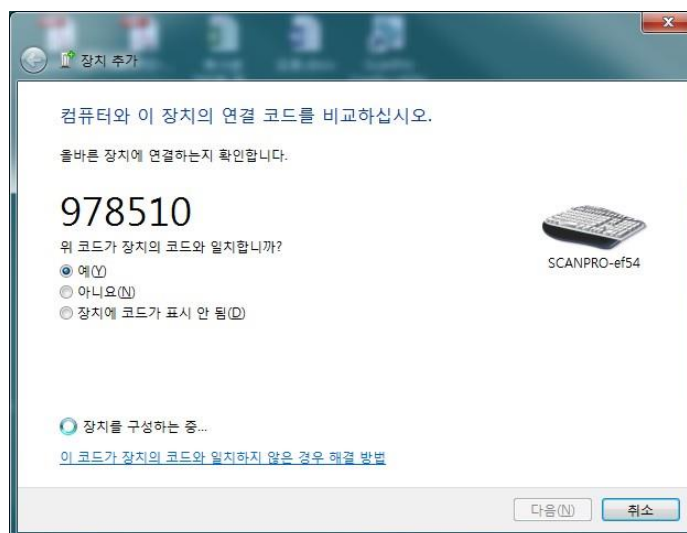 장치 추가
컴퓨터와 이 장치의 연결 코드를 비교하십시오.
올바른 장치에 연결하는지 확인합니다.
978510
위 코드가 장치의 코드와 일치합니까?
예(Y)
아니요(N)
장치에 코드가 표시 안 됨(D)
SCANPRO-ef54
장치를 구성하는 중...
이 코드가 장치의 코드와 일치하지 않은 경우 해결 방법
다음(N)
취소